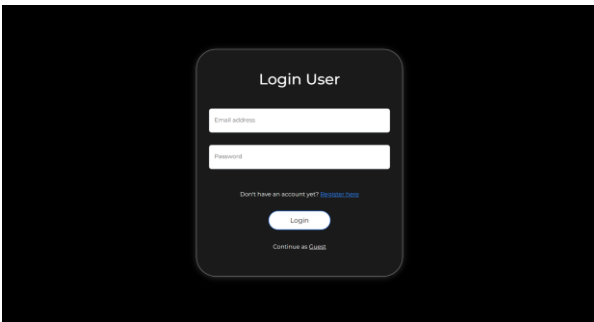 Login User
Email address
Password
Don't have an account yet? Register here
Login
Continue as Guest